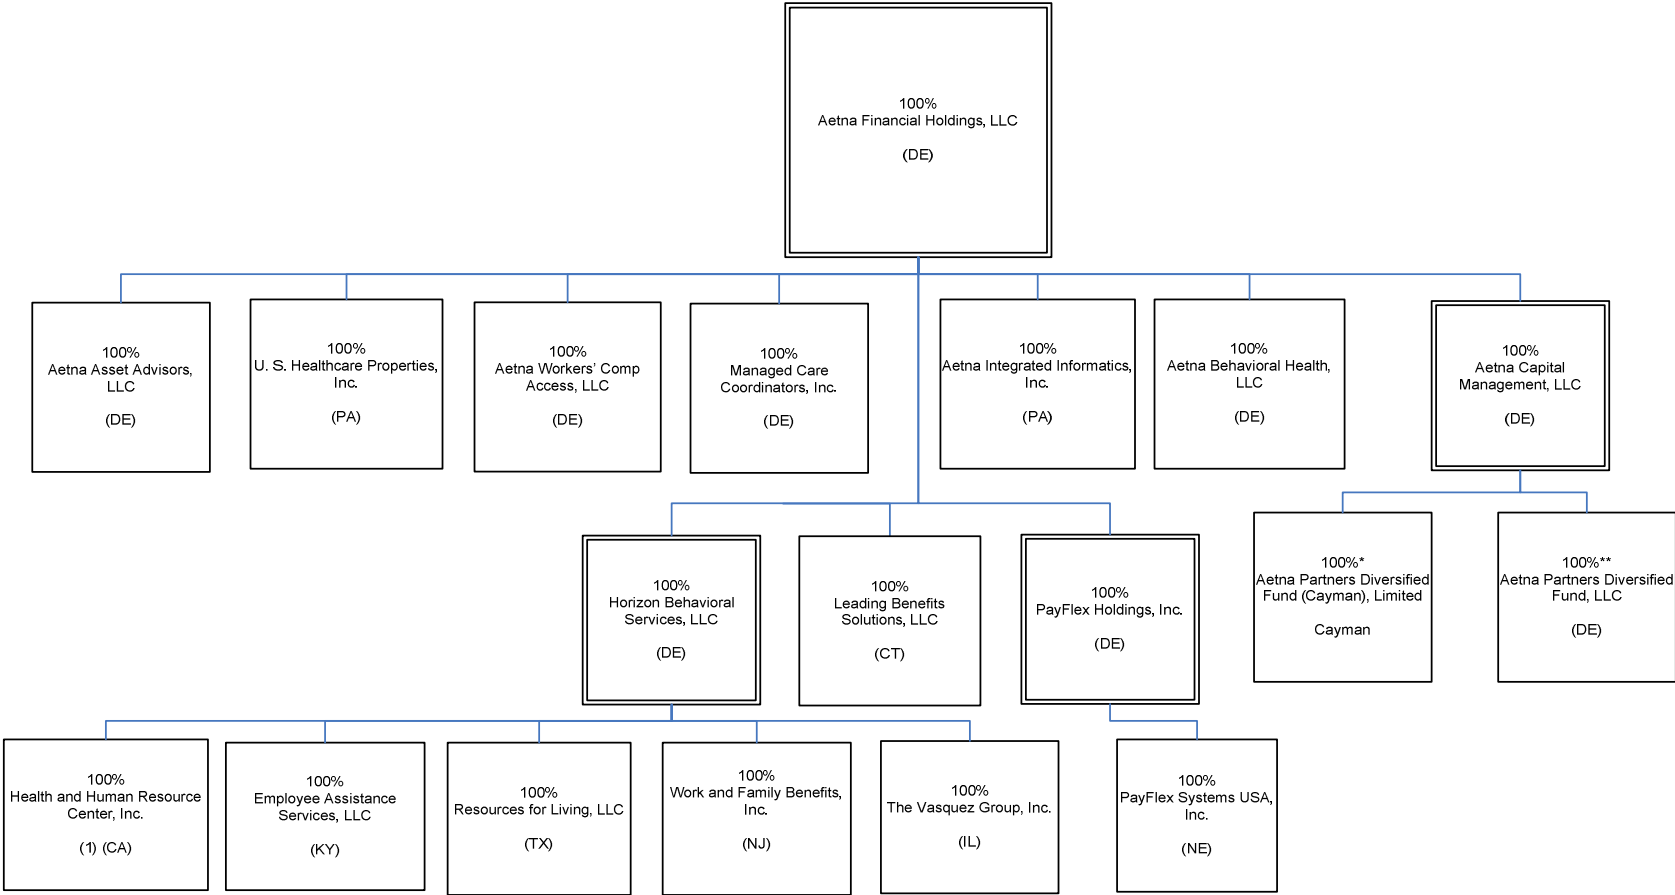 100%
Aetna Financial Holdings, LLC
(DE)
100%
Aetna Asset Advisors,
LLC
(DE)
100%
U. S. Healthcare Properties,
Inc.
(PA)
100%
Aetna Workers’ Comp
Access, LLC
(DE)
100%
Managed Care
Coordinators, Inc.
(DE)
100%
Aetna Integrated Informatics,
Inc.
(PA)
100%
Aetna Behavioral Health,
LLC
(DE)
100%
Aetna Capital
Management, LLC
(DE)
100%
Horizon Behavioral
Services, LLC
(DE)
100%
Leading Benefits
Solutions, LLC
(CT)
100%
PayFlex Holdings, Inc.
(DE)
100%*
Aetna Partners Diversified
Fund (Cayman), Limited
Cayman
100%**
Aetna Partners Diversified
Fund, LLC
(DE)
100%
Health and Human Resource
Center, Inc.
(1) (CA)
100%
Employee Assistance
Services, LLC
(KY)
100%
Resources for Living, LLC
(TX)
100%
Work and Family Benefits,
Inc.
(NJ)
100%
The Vasquez Group, Inc.
(IL)
100%
PayFlex Systems USA,
Inc.
(NE)